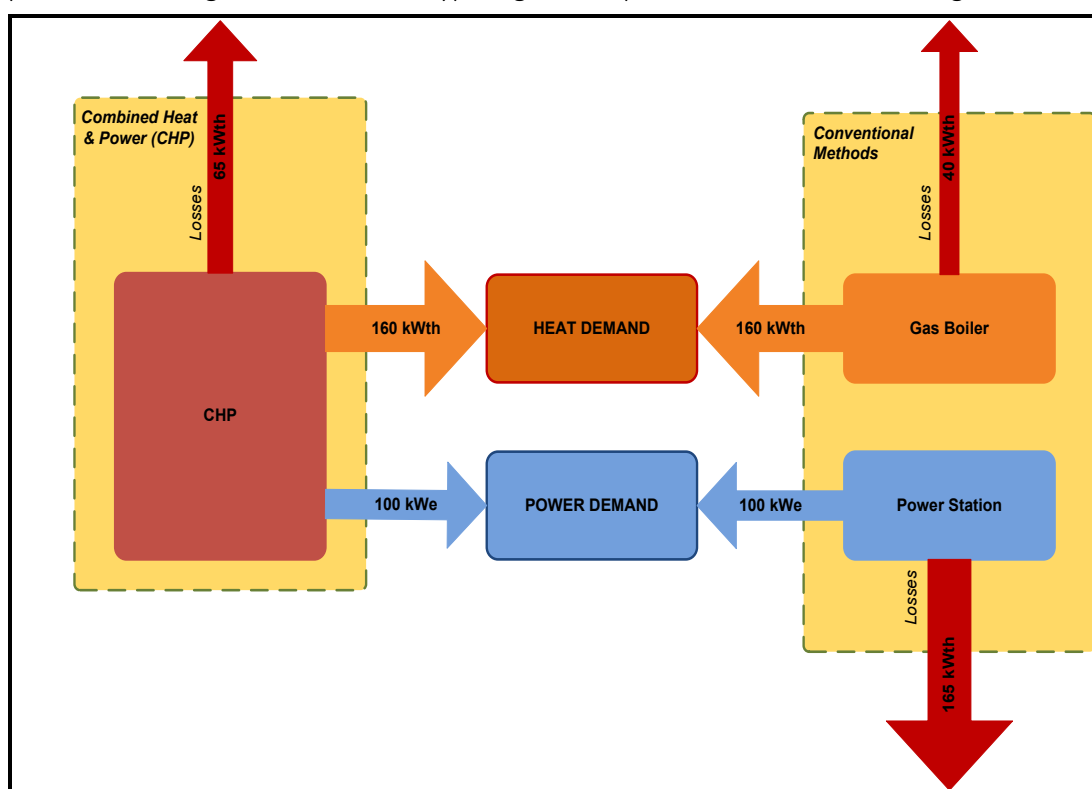 Combined Heat
& Power (CHP)
65 kWth
Losses
Conventional
Methods
40 kWth
Losses
160 kWth
HEAT DEMAND
160 kWth
Gas Boiler
CHP
100 kWe
POWER DEMAND
100 kWe
Power Station
Losses
165 kWth